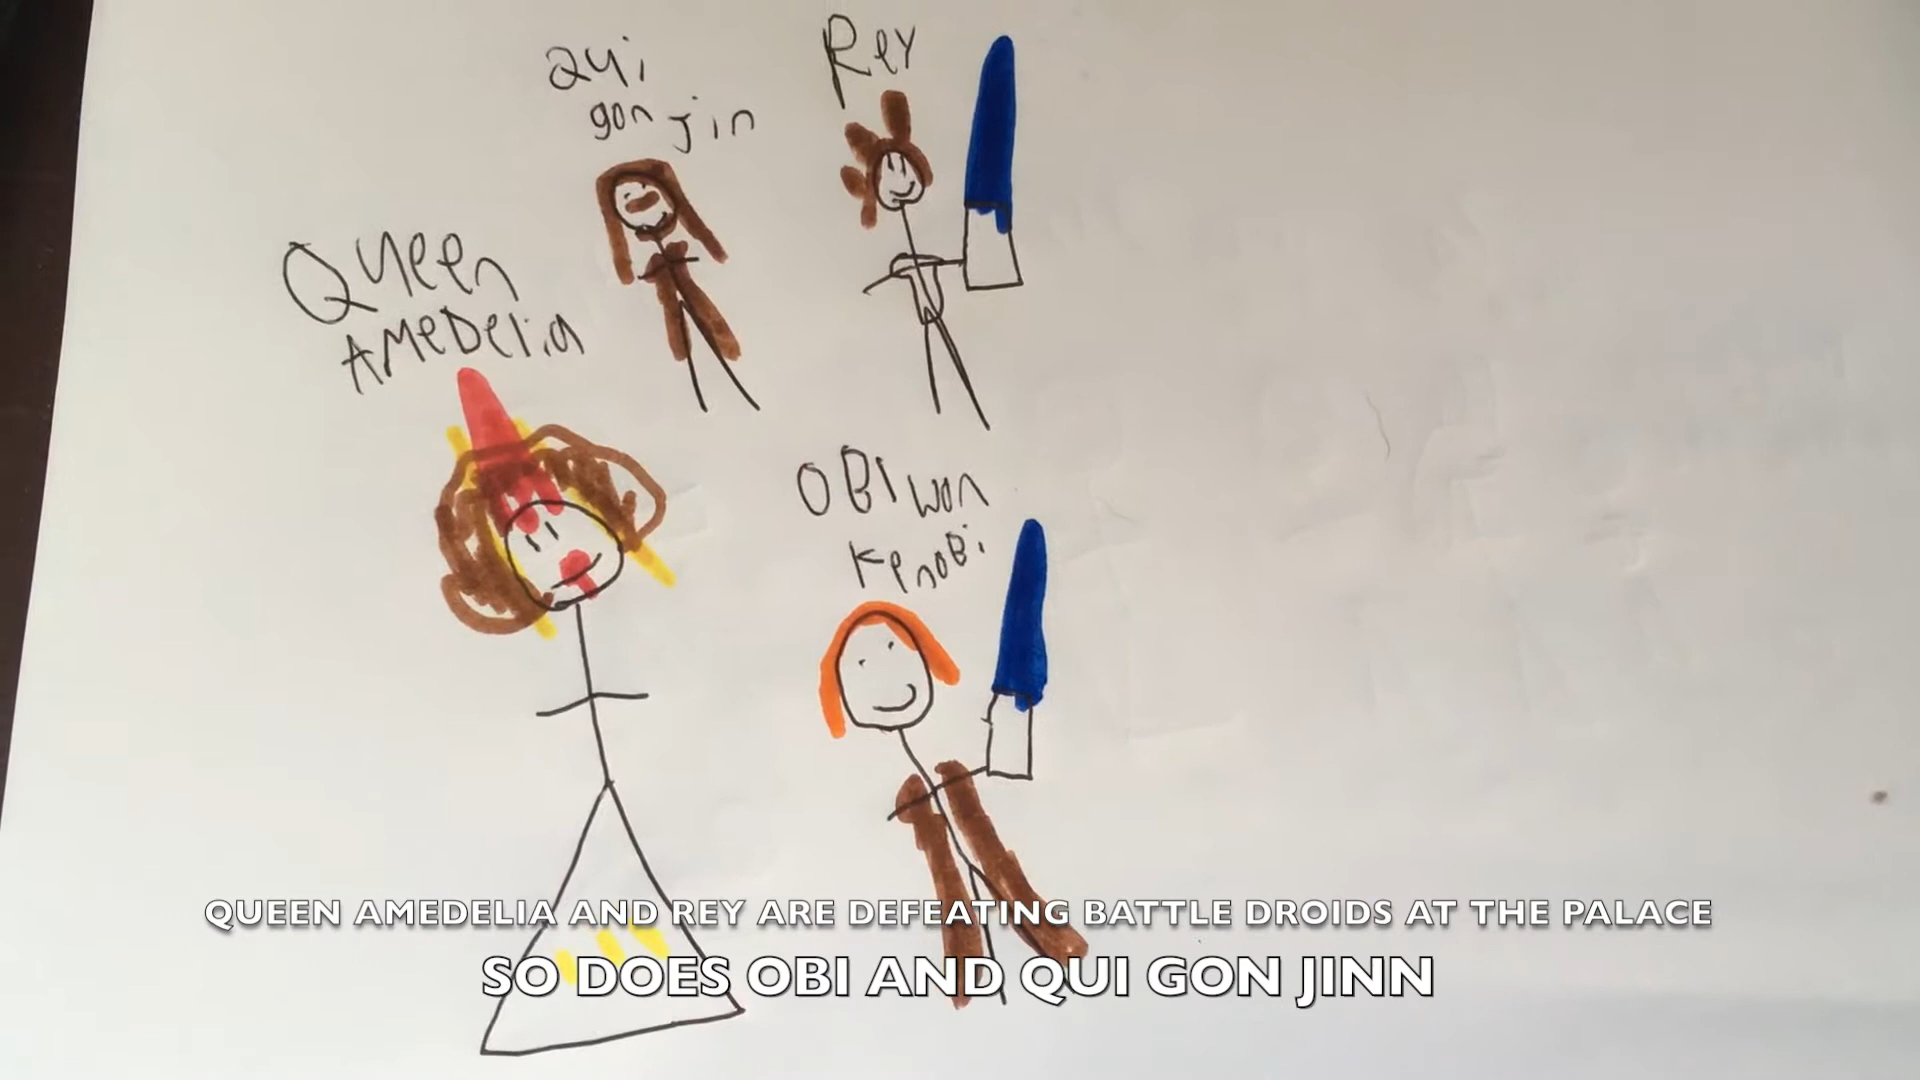 Qui
gon jin
Rey
Queen
AMeDelia
OBI won
KenoBi
QUEEN AMEDELIA AND REY ARE DEFEATING BATTLE DROIDS AT THE PALACE
SO DOES OBI AND QUI GON JINN